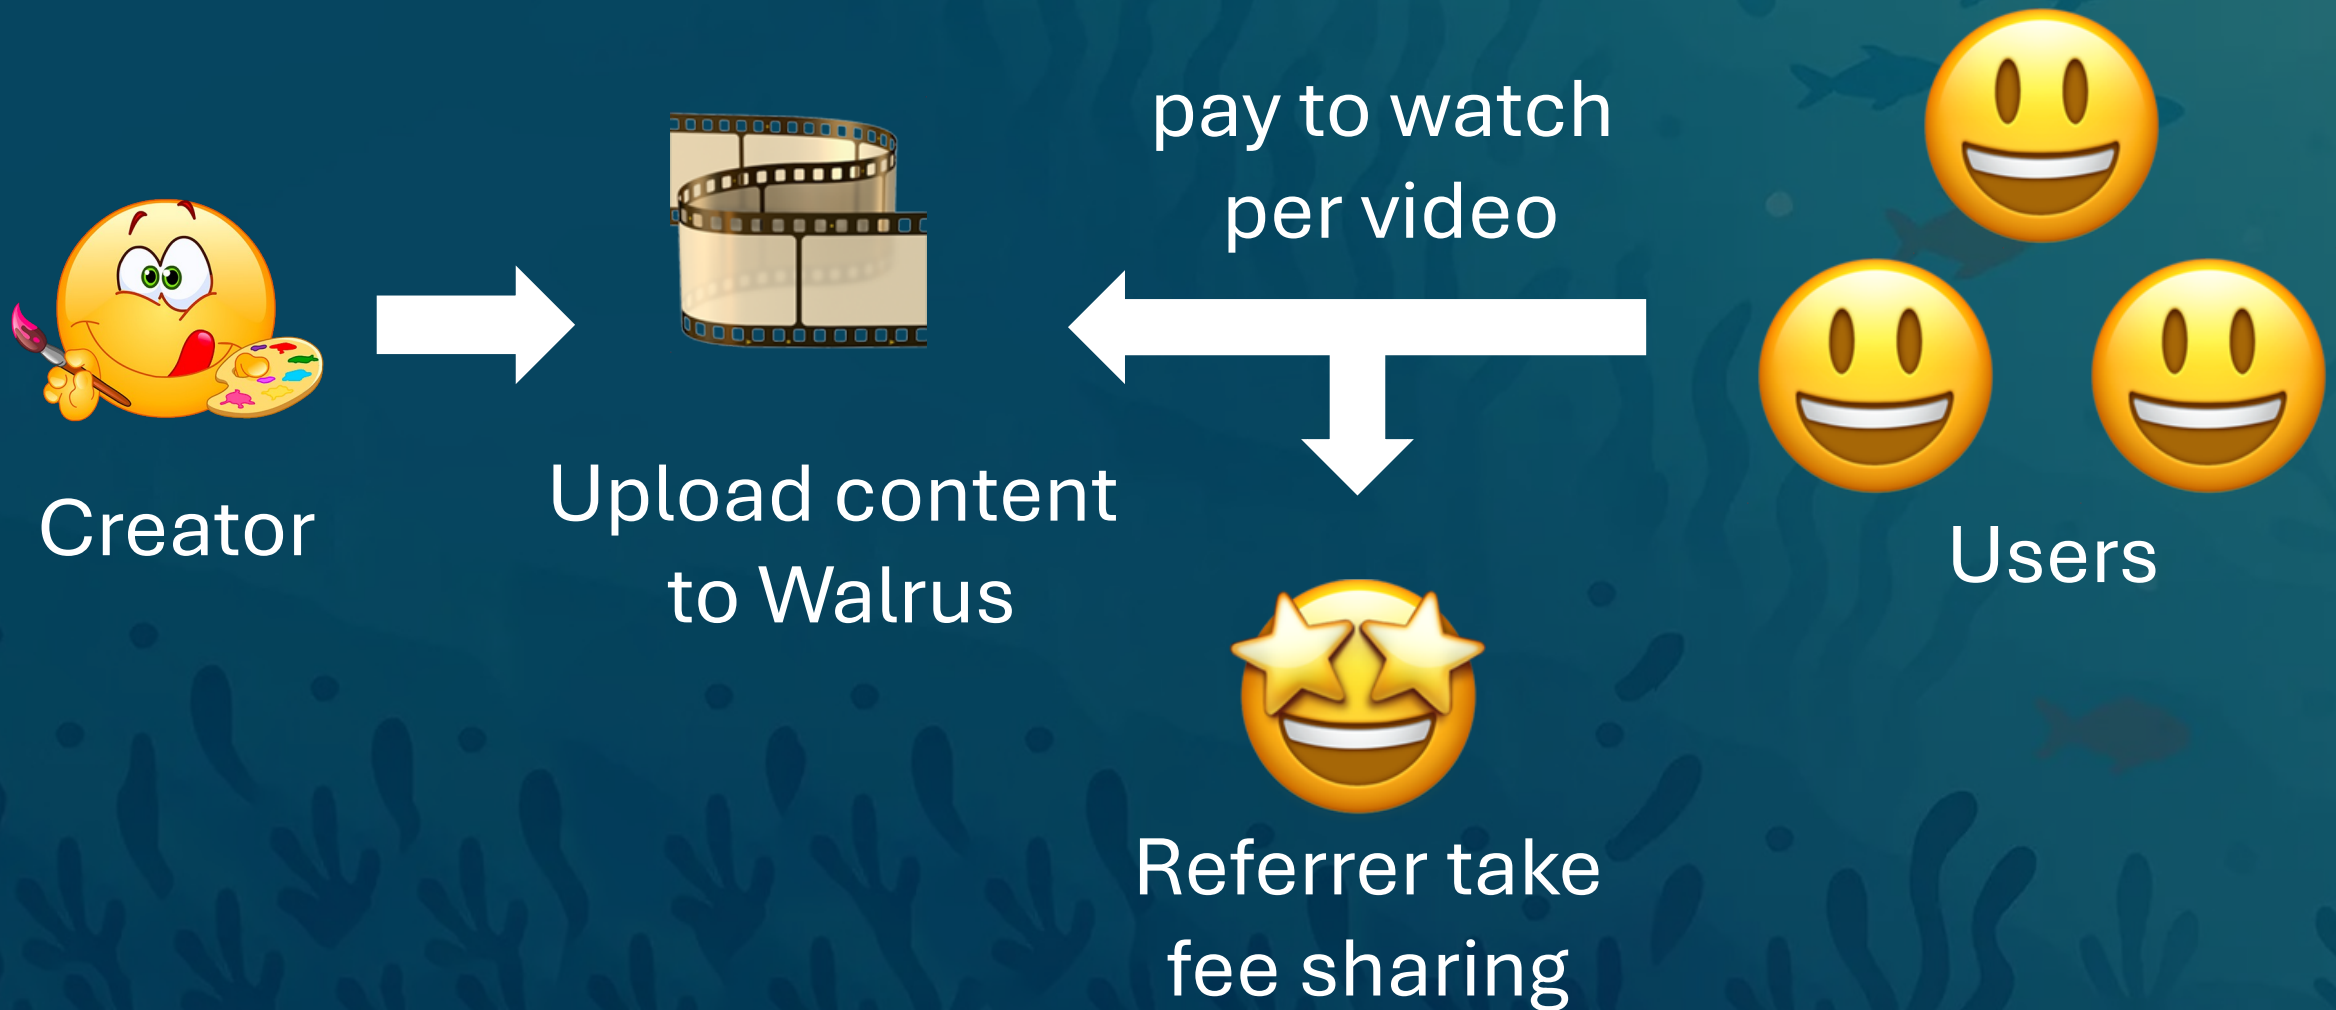 pay to watch
per video
Creator
Upload content
to Walrus
Users
Referrer take
fee sharing